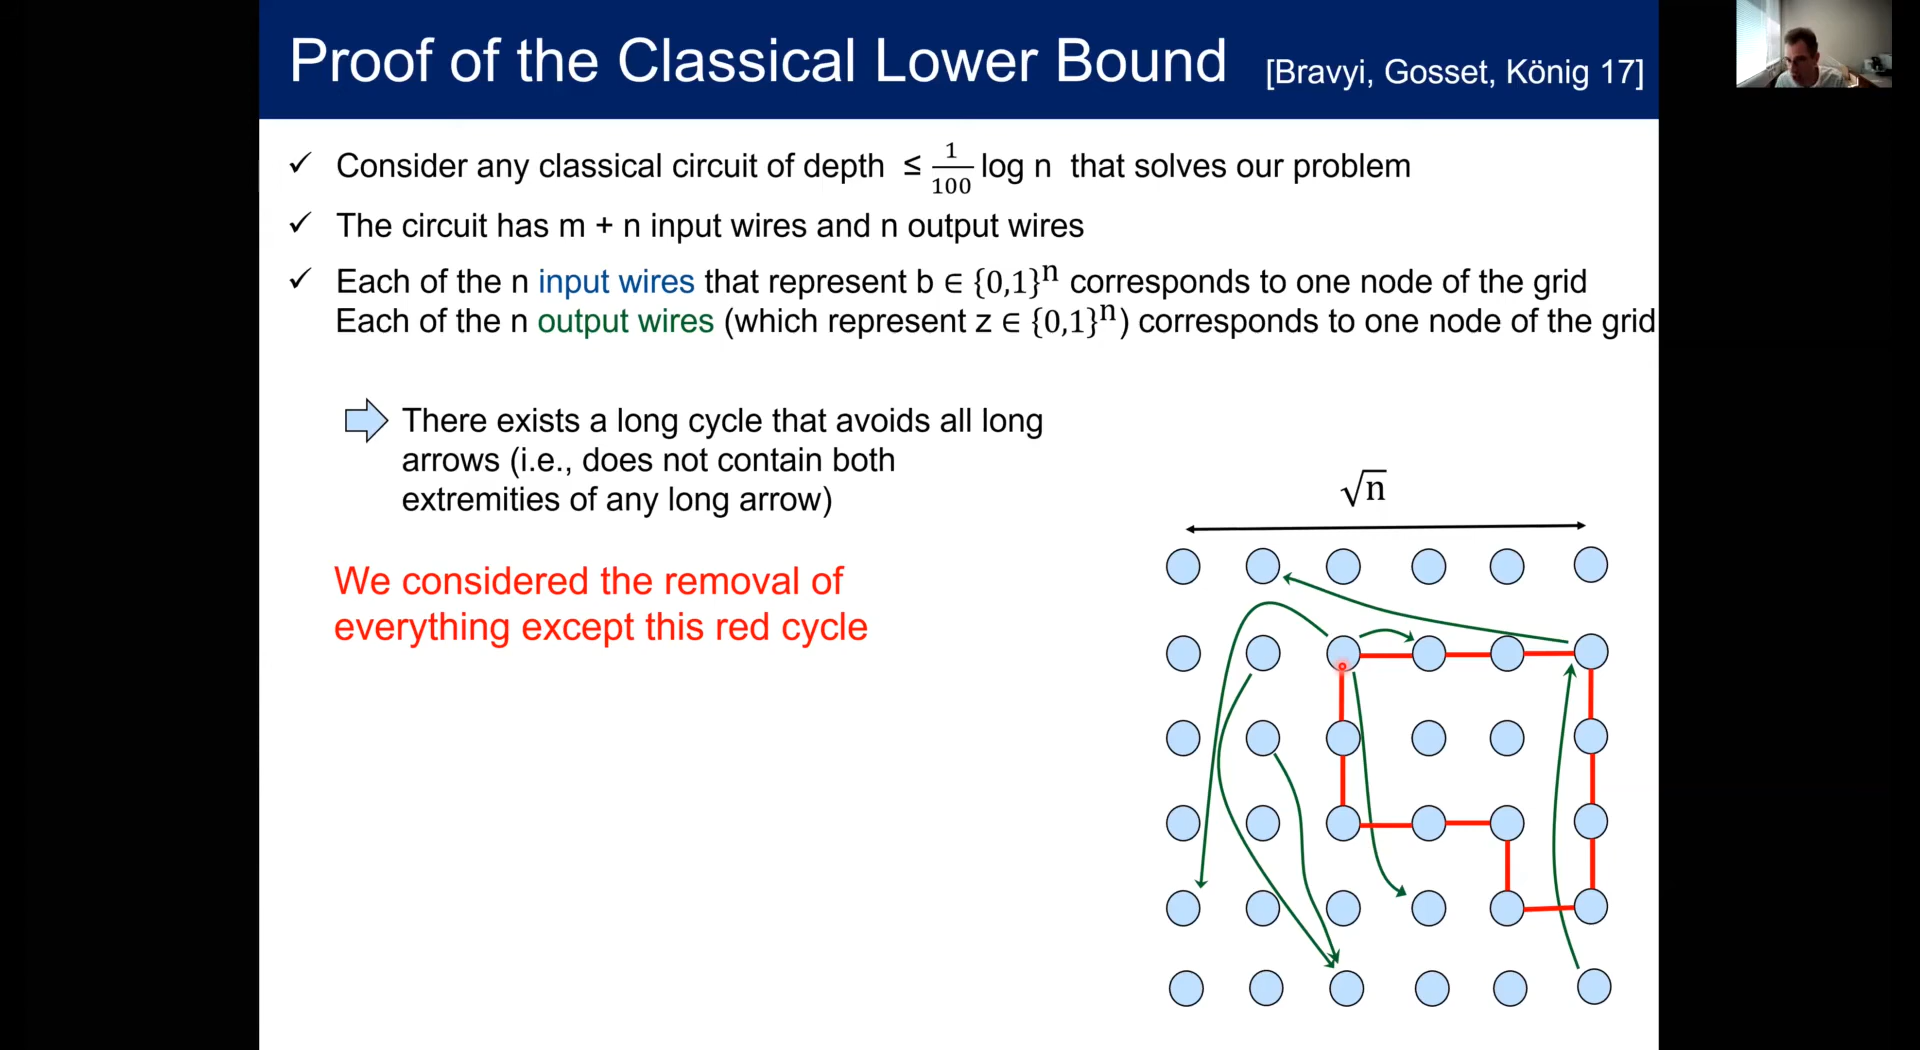 Proof of the Classical Lower Bound [Bravyi, Gosset, König 17]
✓ Consider any classical circuit of depth ≤ 1/100 log n that solves our problem
✓ The circuit has m + n input wires and n output wires
✓ Each of the n input wires that represent b ∈ {0,1}ⁿ corresponds to one node of the grid
Each of the n output wires (which represent z ∈ {0,1}ⁿ) corresponds to one node of the grid
There exists a long cycle that avoids all long
arrows (i.e., does not contain both
extremities of any long arrow)
√n
We considered the removal of
everything except this red cycle